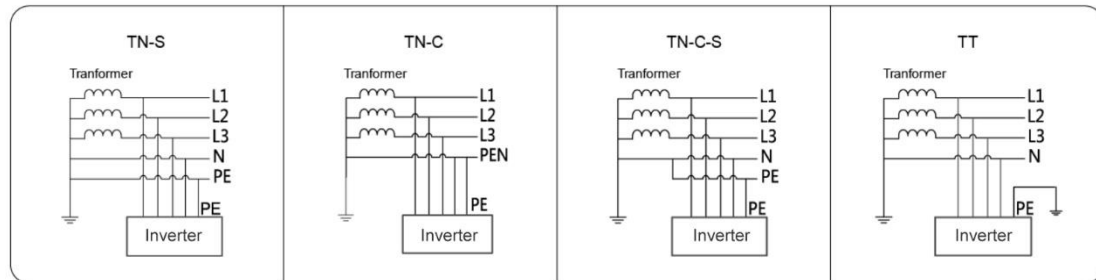 TN-S
Tranformer
L1
L2
L3
N
PE
PE
Inverter
TN-C
Tranformer
L1
L2
L3
PEN
PE
Inverter
TN-C-S
Tranformer
L1
L2
L3
N
PE
PE
Inverter
TT
Tranformer
L1
L2
L3
N
PE
Inverter